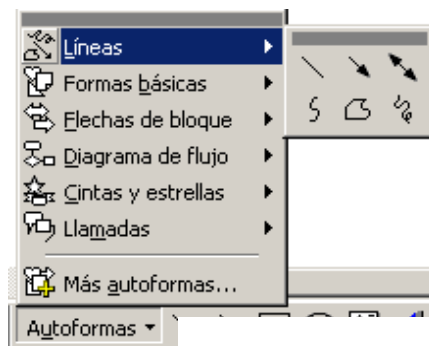 Líneas
Formas básicas
Flechas de bloque
Diagrama de flujo
Cintas y estrellas
Llamadas
Más autoformas...
Autoformas